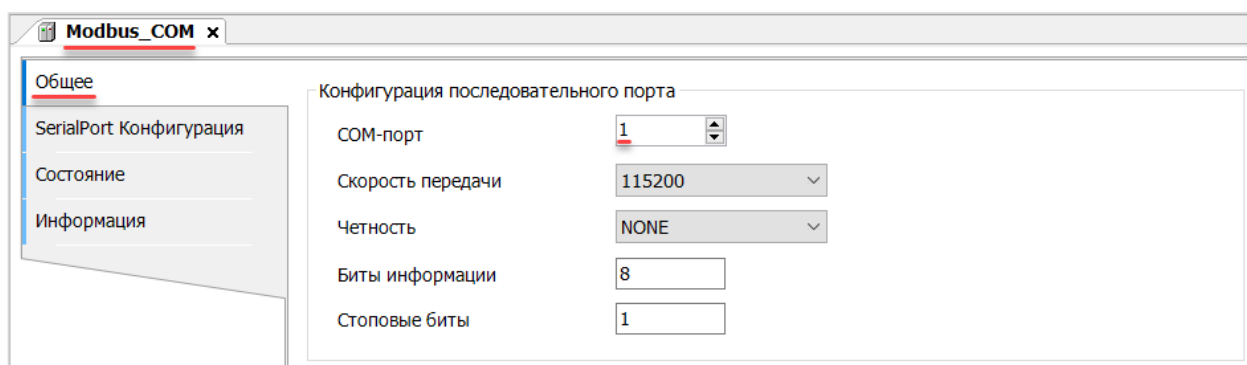 Modbus_COM x
Общее
SerialPort Конфигурация
Состояние
Информация
Конфигурация последовательного порта
COM-порт 1
Скорость передачи 115200
Четность NONE
Биты информации 8
Стоповые биты 1